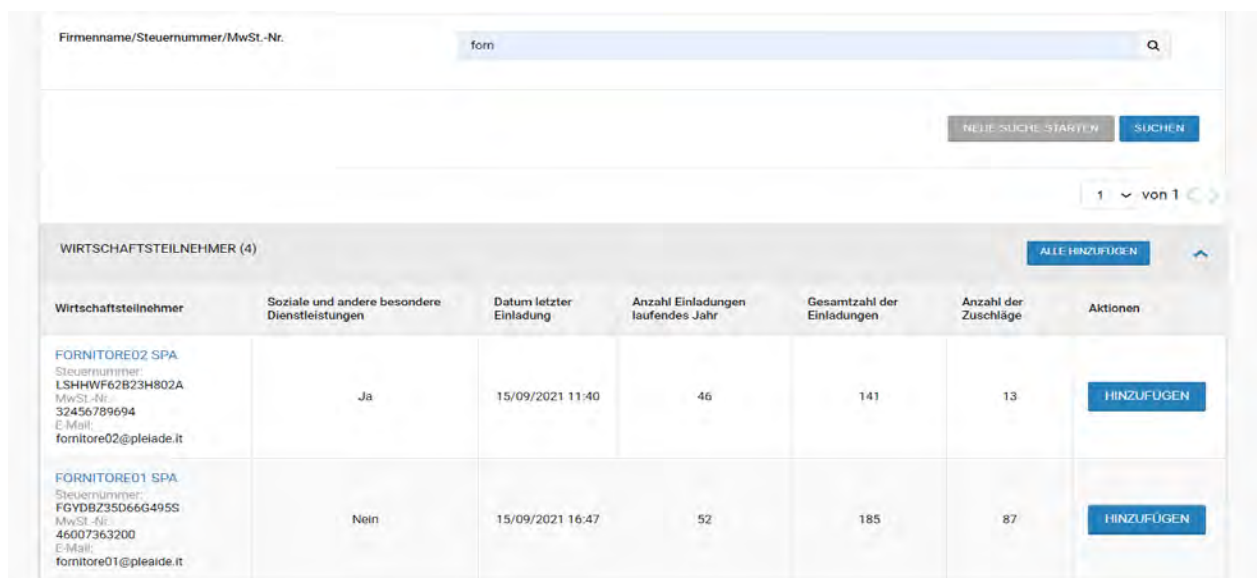 Firmenname/Steuernummer/MwSt.-Nr.
forn
NEUE SUCHE STARTEN SUCHEN
1 von 1
WIRTSCHAFTSTEILNEHMER (4) ALLE HINZUFÜGEN
Wirtschaftsteilnehmer Soziale und andere besondere Dienstleistungen Datum letzter Einladung Anzahl Einladungen laufendes Jahr Gesamtzahl der Einladungen Anzahl der Zuschläge Aktionen
FORNITORE02 SPA
Steuernummer:
LSHHWF62B23H802A
MwSt.-Nr.:
32456789694
E-Mail:
fornitore02@pleiade.it
Ja 15/09/2021 11:40 46 141 13 HINZUFÜGEN
FORNITORE01 SPA
Steuernummer:
FGYDBZ35D66G495S
MwSt.-Nr.:
46007363200
E-Mail:
fornitore01@pleaide.it
Nein 15/09/2021 16:47 52 185 87 HINZUFÜGEN